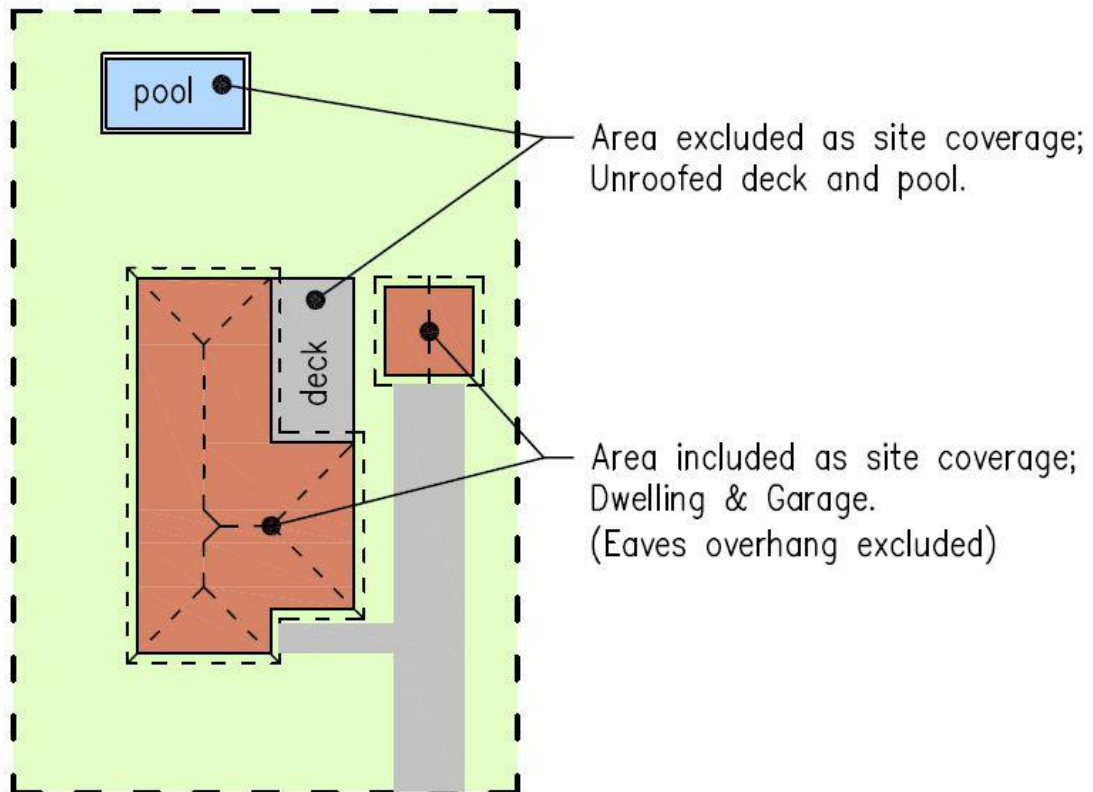 pool
Area excluded as site coverage;
Unroofed deck and pool.
deck
Area included as site coverage;
Dwelling & Garage.
(Eaves overhang excluded)